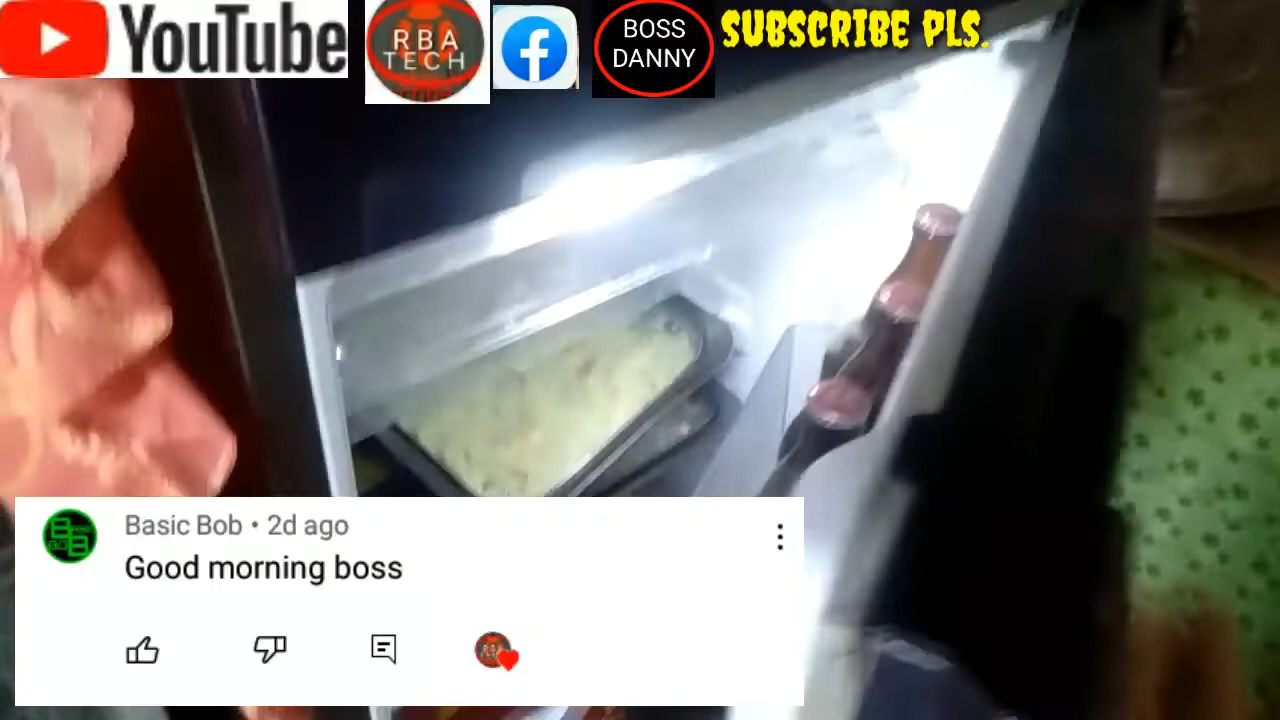 YouTube
RBA
TECH
f
BOSS
DANNY
SUBSCRIBE PLS.
Basic Bob • 2d ago
Good morning boss